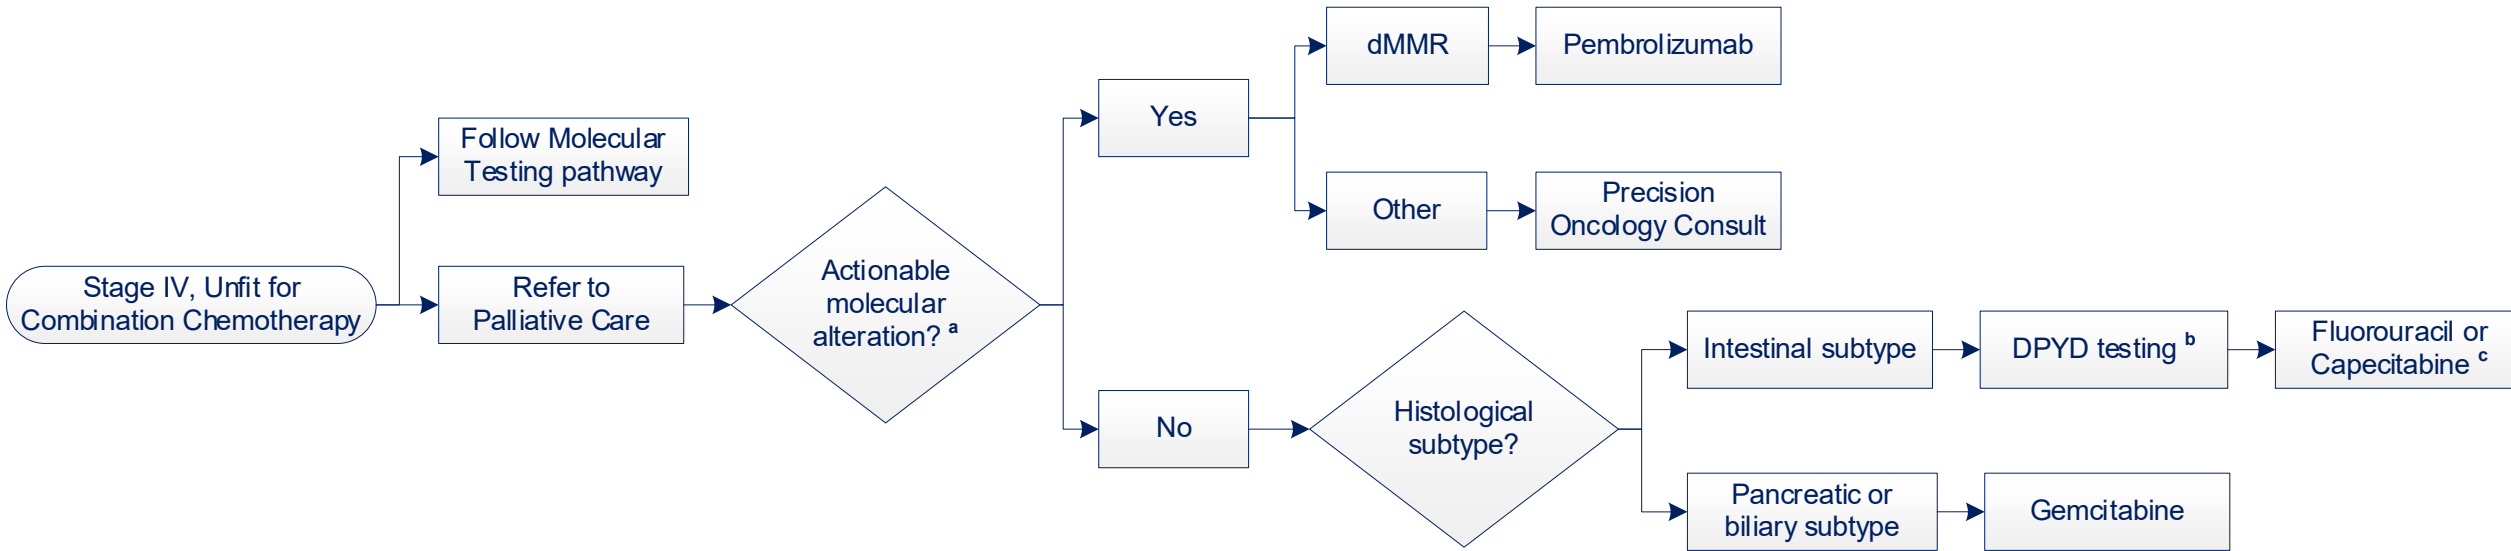 Stage IV, Unfit for
Combination Chemotherapy
Follow Molecular
Testing pathway
Refer to
Palliative Care
Actionable
molecular
alteration? a
Yes
dMMR
Pembrolizumab
Other
Precision
Oncology Consult
No
Histological
subtype?
Intestinal subtype
DPYD testing b
Fluorouracil or
Capecitabine c
Pancreatic or
biliary subtype
Gemcitabine